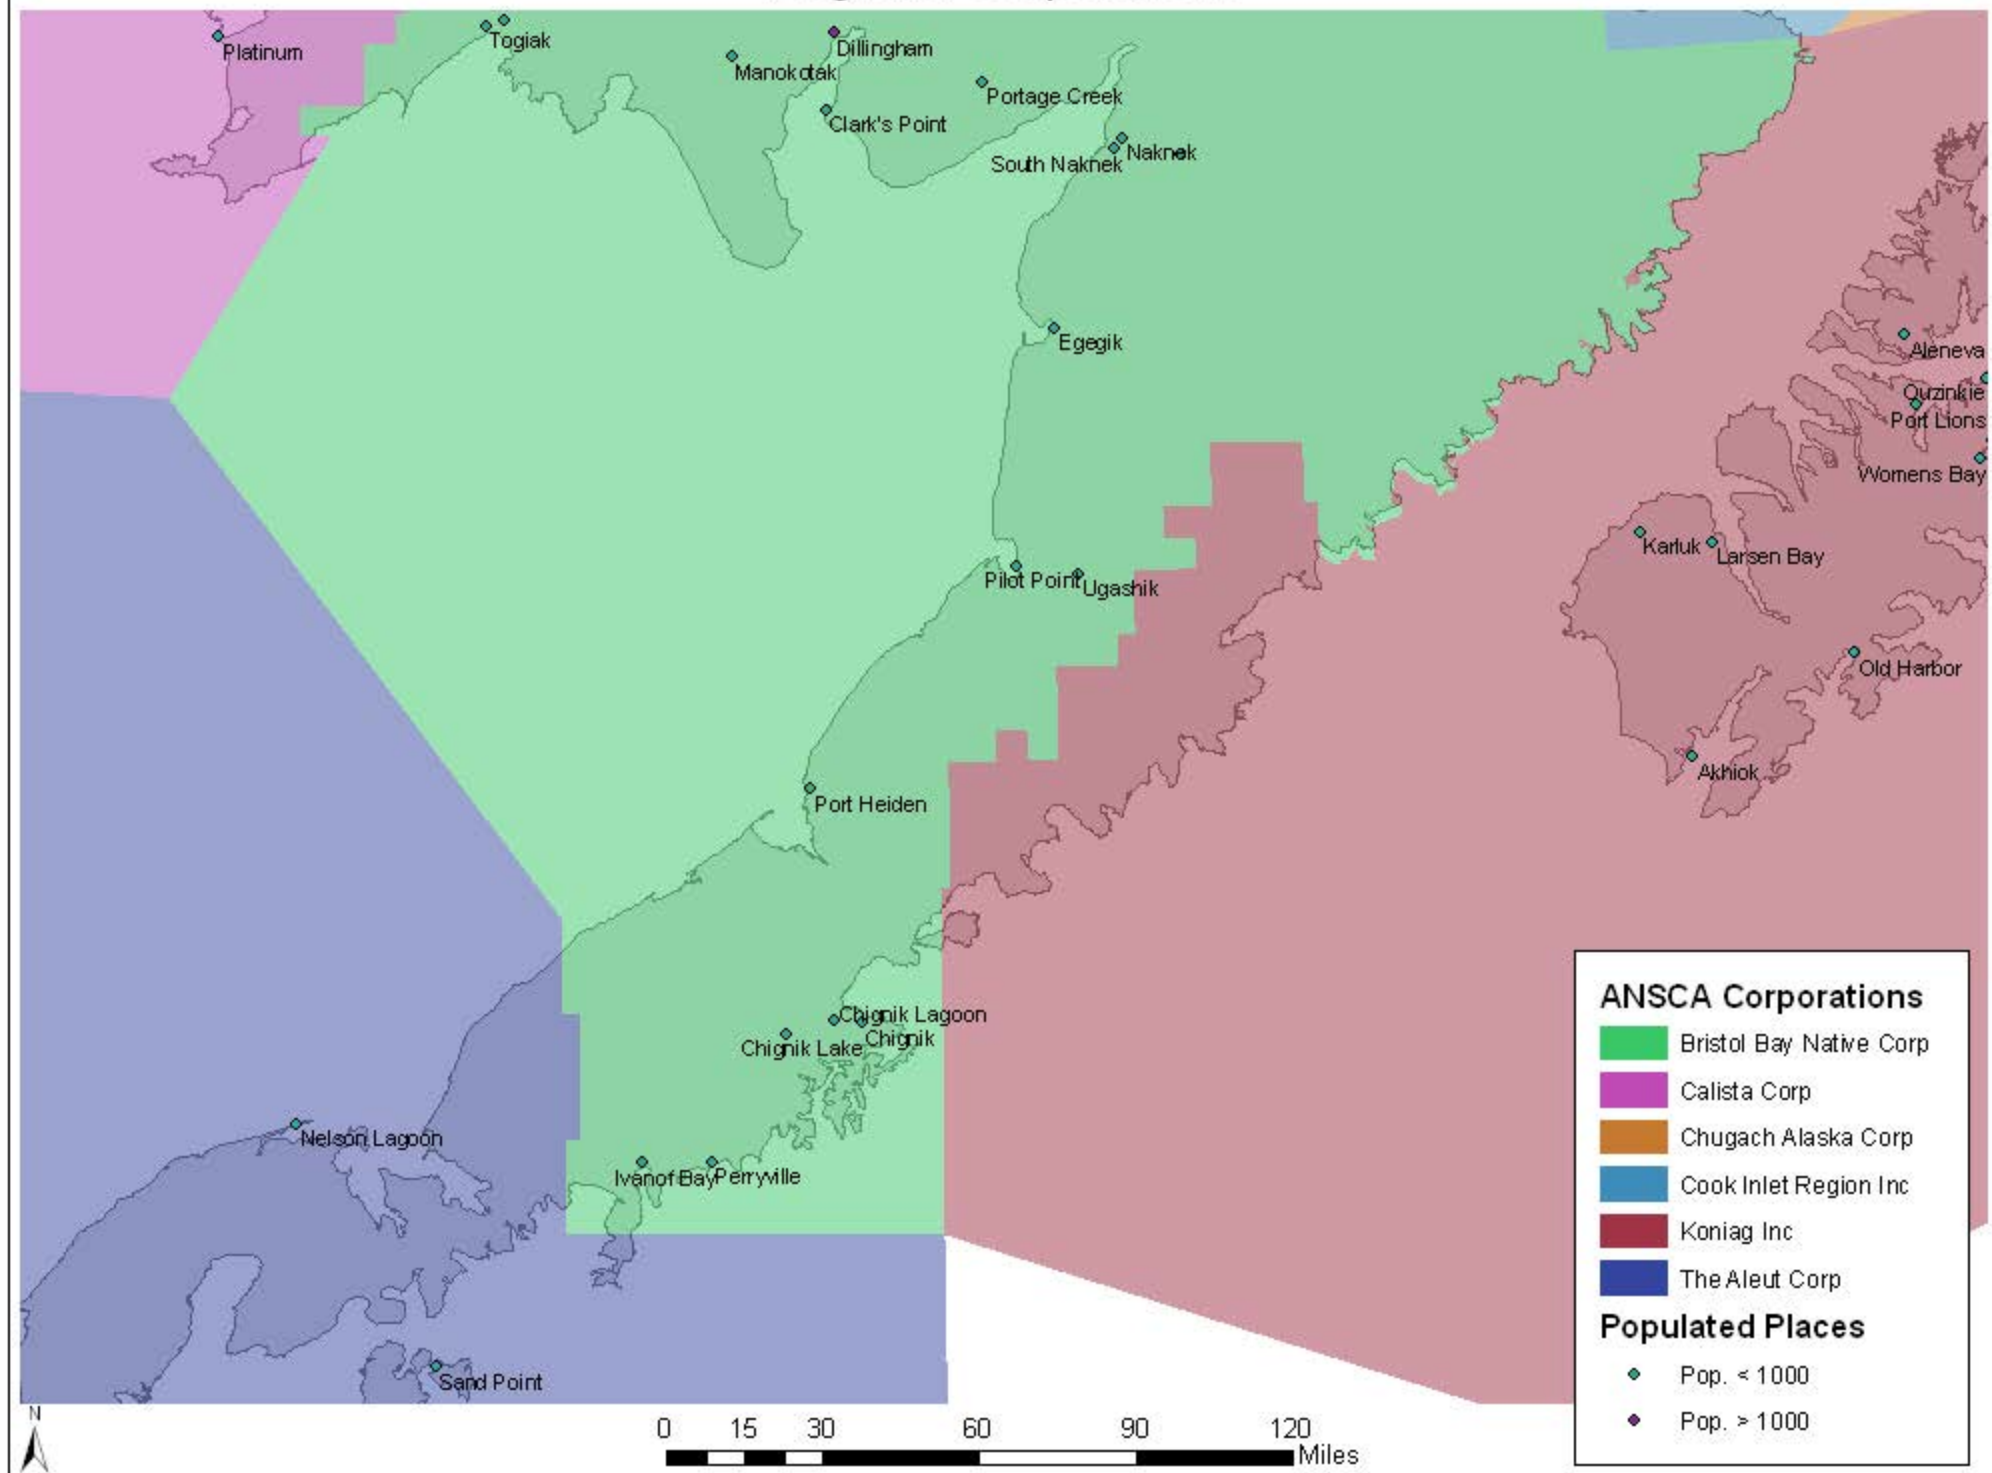 Platinum
Togiak
Dillingham
Manokotak
Portage Creek
Clark's Point
Naknek
South Naknek
Egegik
Aleneva
Ouzinkie
Port Lions
Womens Bay
Karluk
Larsen Bay
Pilot Point
Ugashik
Old Harbor
Akhiok
Port Heiden
Chignik Lagoon
Chignik
Chignik Lake
Nelson Lagoon
Ivanof Bay
Perryville
Sand Point
ANSCA Corporations
Bristol Bay Native Corp
Calista Corp
Chugach Alaska Corp
Cook Inlet Region Inc
Koniag Inc
The Aleut Corp
Populated Places
Pop. < 1000
Pop. > 1000
N
0 15 30 60 90 120
Miles